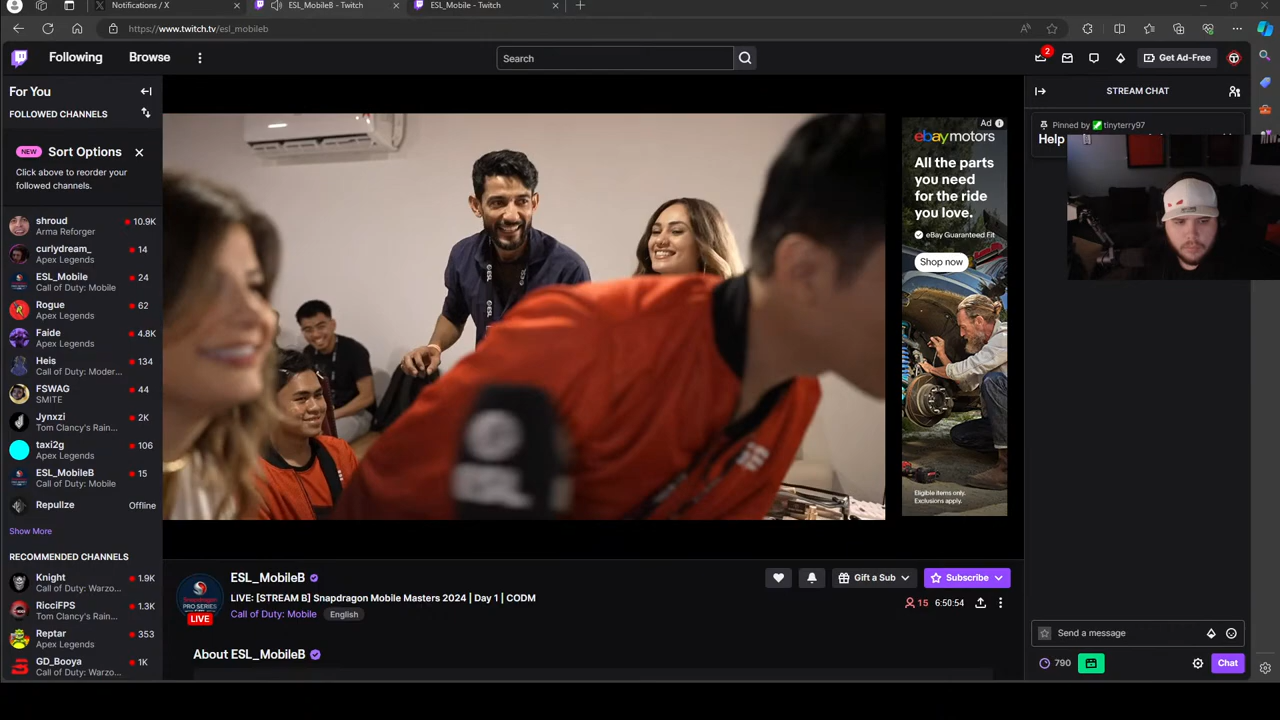 Notifications / X
ESL_MobileB - Twitch
ESL_Mobile - Twitch
https://www.twitch.tv/esl_mobileb
Following
Browse
Search
2
Get Ad-Free
For You
FOLLOWED CHANNELS
NEW Sort Options
Click above to reorder your
followed channels.
shroud 10.9K
Arma Reforger
curlydream_ 14
Apex Legends
ESL_Mobile 24
Call of Duty: Mobile
Rogue 62
Apex Legends
Faide 4.8K
Apex Legends
Heis 134
Call of Duty: Moder...
FSWAG 44
SMITE
Jynxzi 2K
Tom Clancy's Rain...
taxi2g 106
Apex Legends
ESL_MobileB 15
Call of Duty: Mobile
Repullze Offline
Show More
RECOMMENDED CHANNELS
Knight 1.9K
Call of Duty: Warzo...
RicciFPS 1.3K
Tom Clancy's Rain...
Reptar 353
Apex Legends
GD_Booya 1K
Call of Duty: Warzo...
ESL
Ad
ebay motors
All the parts
you need
for the ride
you love.
eBay Guaranteed Fit
Shop now
Eligible items only.
Exclusions apply.
SNAPDRAGON
PRO SERIES
LIVE
ESL_MobileB
LIVE: [STREAM B] Snapdragon Mobile Masters 2024 | Day 1 | CODM
Call of Duty: Mobile English
Gift a Sub
Subscribe
15 6:50:54
About ESL_MobileB
STREAM CHAT
Pinned by tinyterry97
Help
Send a message
790
Chat